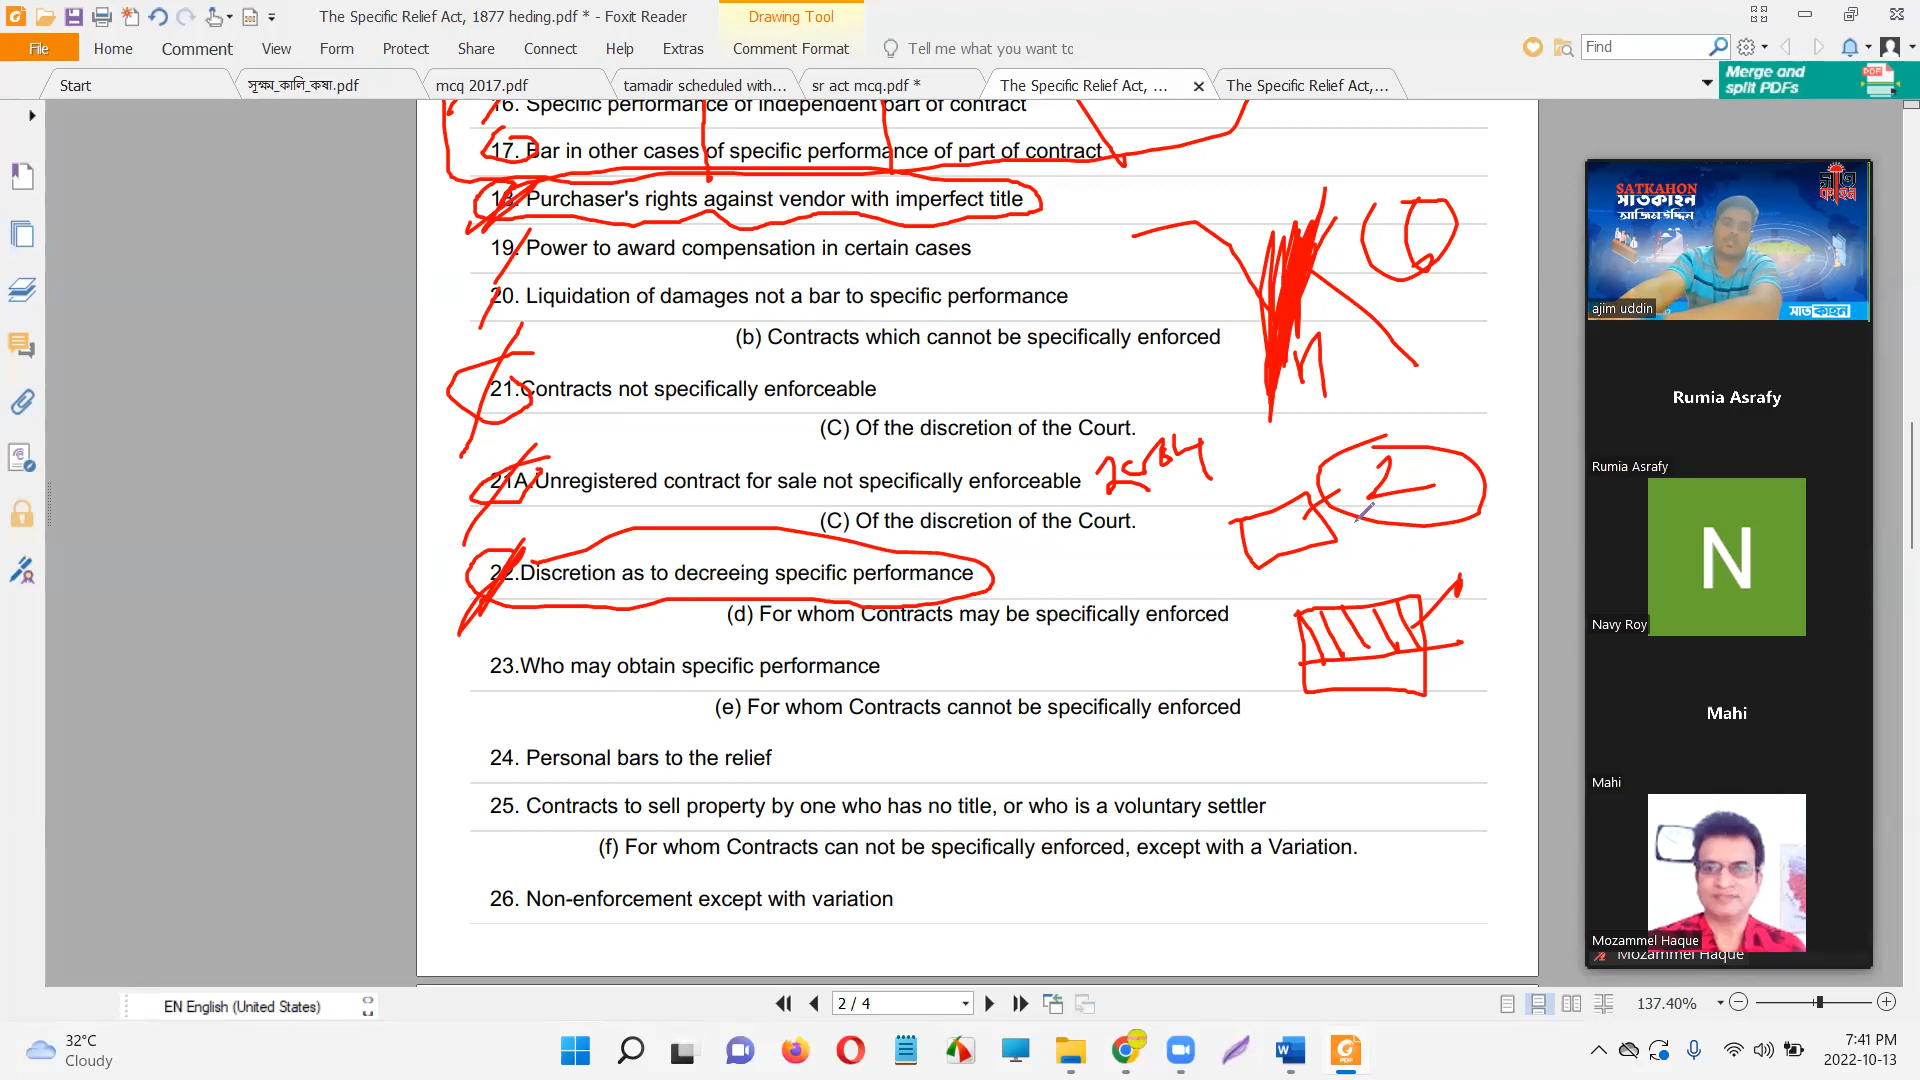 The Specific Relief Act, 1877 heding.pdf * - Foxit Reader
Drawing Tool
File
Home
Comment
View
Form
Protect
Share
Connect
Help
Extras
Comment Format
Tell me what you want to
Find
Start
সূক্ষ্ম_কালি_কষা.pdf
mcq 2017.pdf
tamadir scheduled with...
sr act mcq.pdf *
The Specific Relief Act, ...
The Specific Relief Act,...
Merge and
split PDFs
16. Specific performance of independent part of contract
17. Bar in other cases of specific performance of part of contract
18. Purchaser's rights against vendor with imperfect title
19. Power to award compensation in certain cases
20. Liquidation of damages not a bar to specific performance
(b) Contracts which cannot be specifically enforced
21.Contracts not specifically enforceable
(C) Of the discretion of the Court.
21A.Unregistered contract for sale not specifically enforceable
2
(C) Of the discretion of the Court.
22.Discretion as to decreeing specific performance
(d) For whom Contracts may be specifically enforced
23.Who may obtain specific performance
(e) For whom Contracts cannot be specifically enforced
24. Personal bars to the relief
25. Contracts to sell property by one who has no title, or who is a voluntary settler
(f) For whom Contracts can not be specifically enforced, except with a Variation.
26. Non-enforcement except with variation
SATKAHON
সাতকাহন
আজিম উদ্দিন
সাতকাহন
ajim uddin
সাতকাহন
Rumia Asrafy
Rumia Asrafy
N
Navy Roy
Mahi
Mahi
Mozammel Haque
Mozammel Haque
EN English (United States)
2 / 4
137.40%
32°C
Cloudy
7:41 PM
2022-10-13